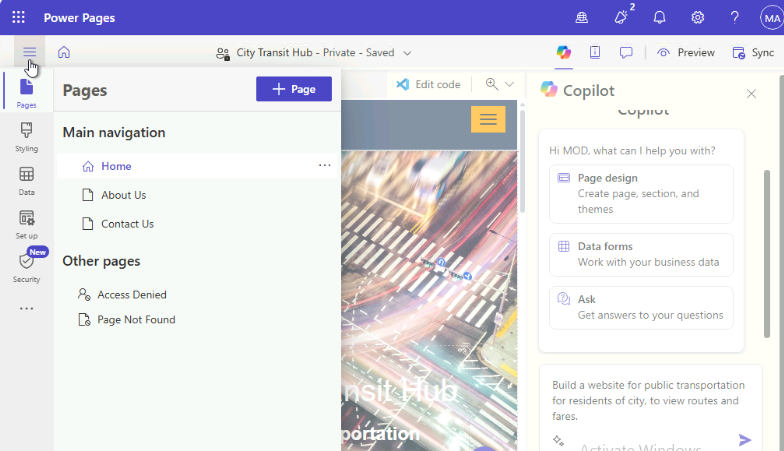 Power Pages
2
MA
City Transit Hub - Private - Saved
Preview
Sync
Pages
+ Page
Edit code
Copilot
Copilot
Pages
Main navigation
Hi MOD, what can I help you with?
Styling
Home
...
Page design
Create page, section, and
themes
Data
About Us
Contact Us
Data forms
Work with your business data
Set up
Other pages
New
Access Denied
Ask
Get answers to your questions
Security
Page Not Found
...
nsit Hub
portation
Build a website for public transportation
for residents of city, to view routes and
fares.
Activate Windows